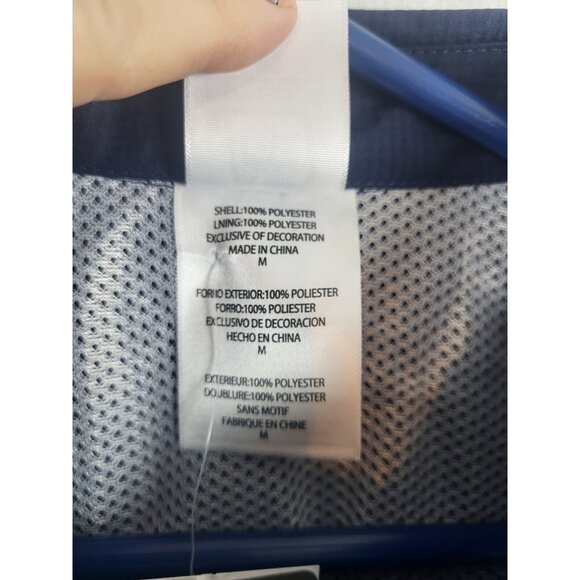 SHELL:100% POLYESTER
LNING:100% POLYESTER
EXCLUSIVE OF DECORATION
MADE IN CHINA
M
FORRO EXTERIOR:100% POLIESTER
FORRO:100% POLIESTER
EXCLUSIVO DE DECORACION
HECHO EN CHINA
M
EXTERIEUR:100% POLYESTER
DOUBLURE:100% POLYESTER
SANS MOTIF
FABRIQUE EN CHINE
M